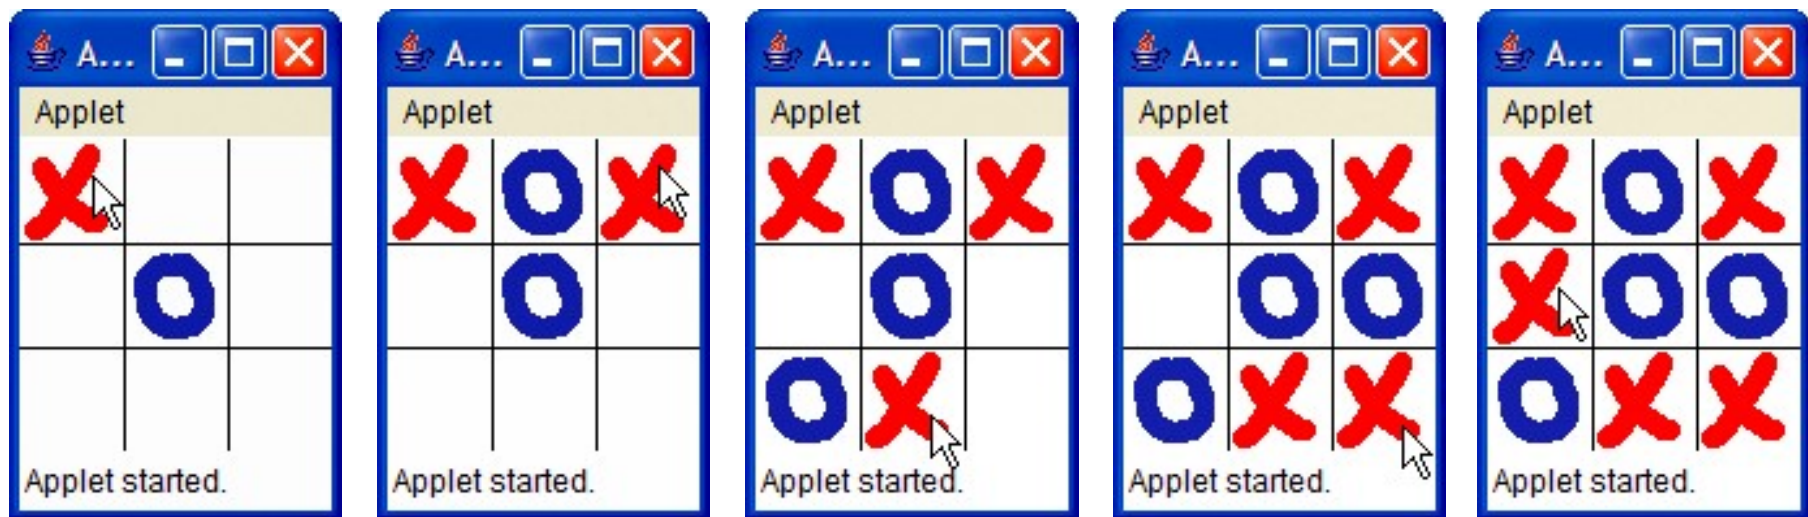 A... A... A... A... A...
Applet Applet Applet Applet Applet
X X O X X O X X O X X O X
O O O O O X O O
O X O X X O X X
Applet started. Applet started. Applet started. Applet started. Applet started.